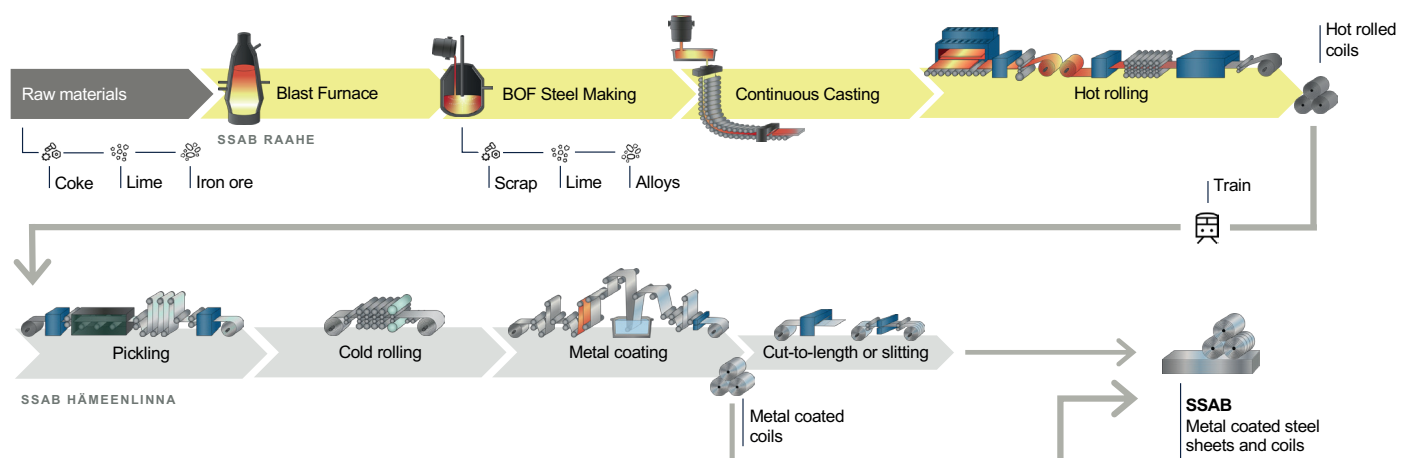 Hot rolled
coils
Raw materials
Blast Furnace
BOF Steel Making
Continuous Casting
Hot rolling
SSAB RAAHE
Coke
Lime
Iron ore
Scrap
Lime
Alloys
Train
Pickling
Cold rolling
Metal coating
Cut-to-length or slitting
SSAB HÄMEENLINNA
Metal coated
coils
SSAB
Metal coated steel
sheets and coils